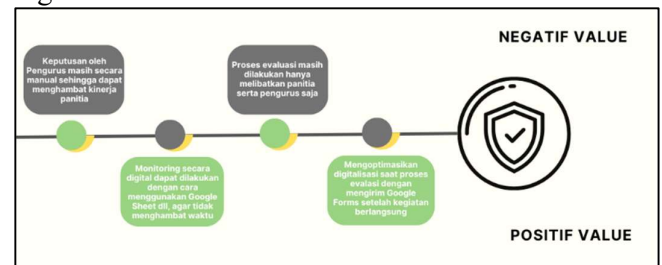 NEGATIF VALUE
Keputusan oleh
Pengurus masih secara
manual sehingga dapat
menghambat kinerja
panitia
Proses evaluasi masih
dilakukan hanya
melibatkan panitia
serta pengurus saja
Monitoring secara
digital dapat dilakukan
dengan cara
menggunakan Google
Sheet dll, agar tidak
menghambat waktu
Mengoptimasikan
digitalisasi saat proses
evalasi dengan
mengirim Google
Forms setelah kegiatan
berlangsung
POSITIF VALUE